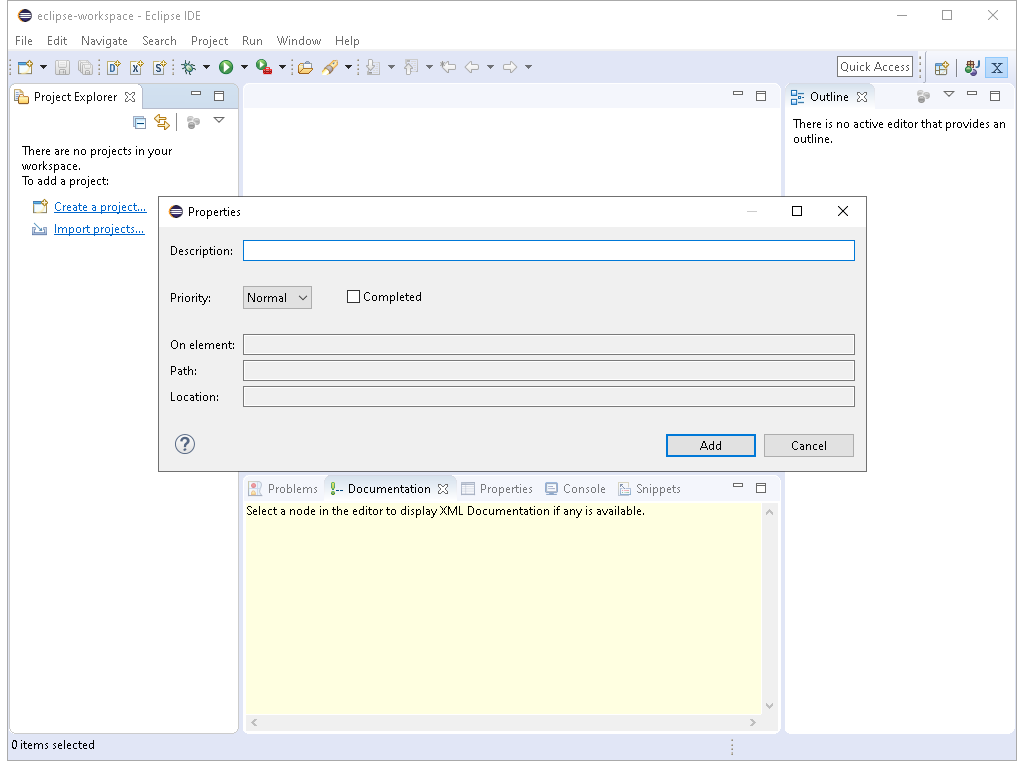 eclipse-workspace - Eclipse IDE
File Edit Navigate Search Project Run Window Help
Quick Access
Project Explorer
Outline
There are no projects in your
workspace.
To add a project:
Create a project...
Import projects...
There is no active editor that provides an
outline.
Properties
Description:
Priority:
Normal
Completed
On element:
Path:
Location:
Add
Cancel
Problems Documentation Properties Console Snippets
Select a node in the editor to display XML Documentation if any is available.
0 items selected